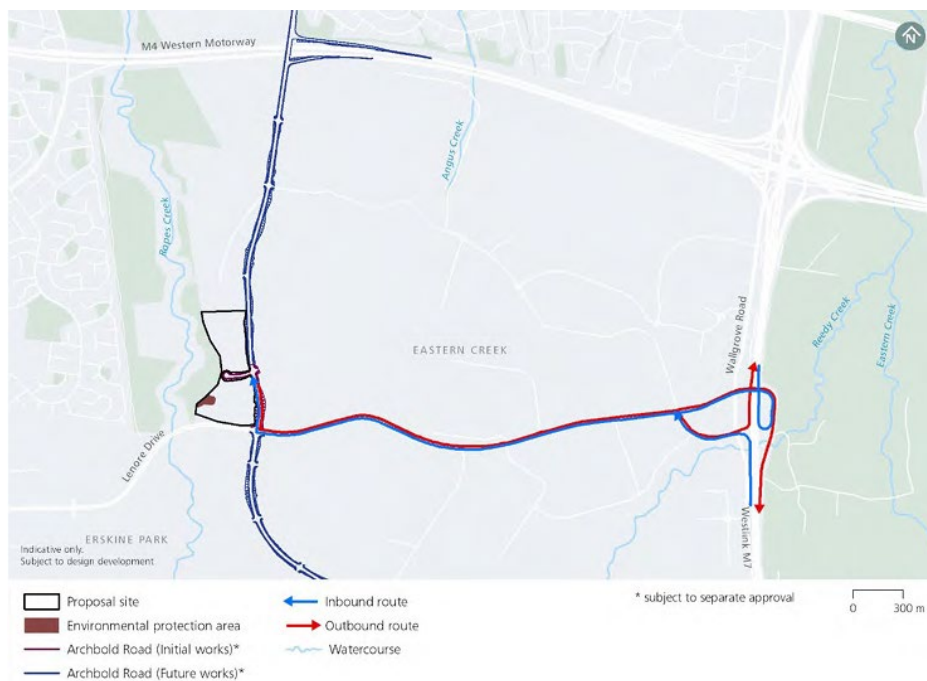 N
M4 Western Motorway
Angus Creek
Ropes Creek
Wallgrove Road
Reedy Creek
Eastern Creek
EASTERN CREEK
Lenore Drive
Westlink M7
ERSKINE PARK
Indicative only.
Subject to design development
Proposal site
Environmental protection area
Archbold Road (Initial works)*
Archbold Road (Future works)*
Inbound route
Outbound route
Watercourse
* subject to separate approval
0 300 m